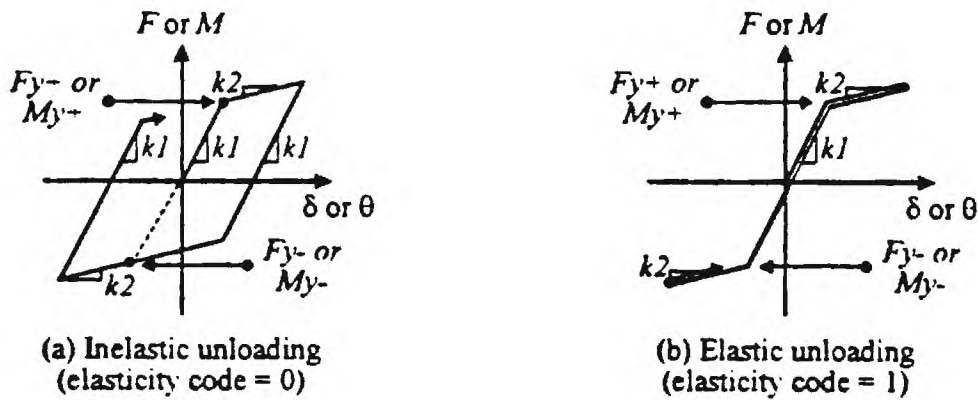 F or M
Fy+ or
My+
k2
k1
k1
k1
δ or θ
k2
Fy- or
My-
(a) Inelastic unloading
(elasticity code = 0)
F or M
Fy+ or
My+
k2
k1
δ or θ
k2
Fy- or
My-
(b) Elastic unloading
(elasticity code = 1)